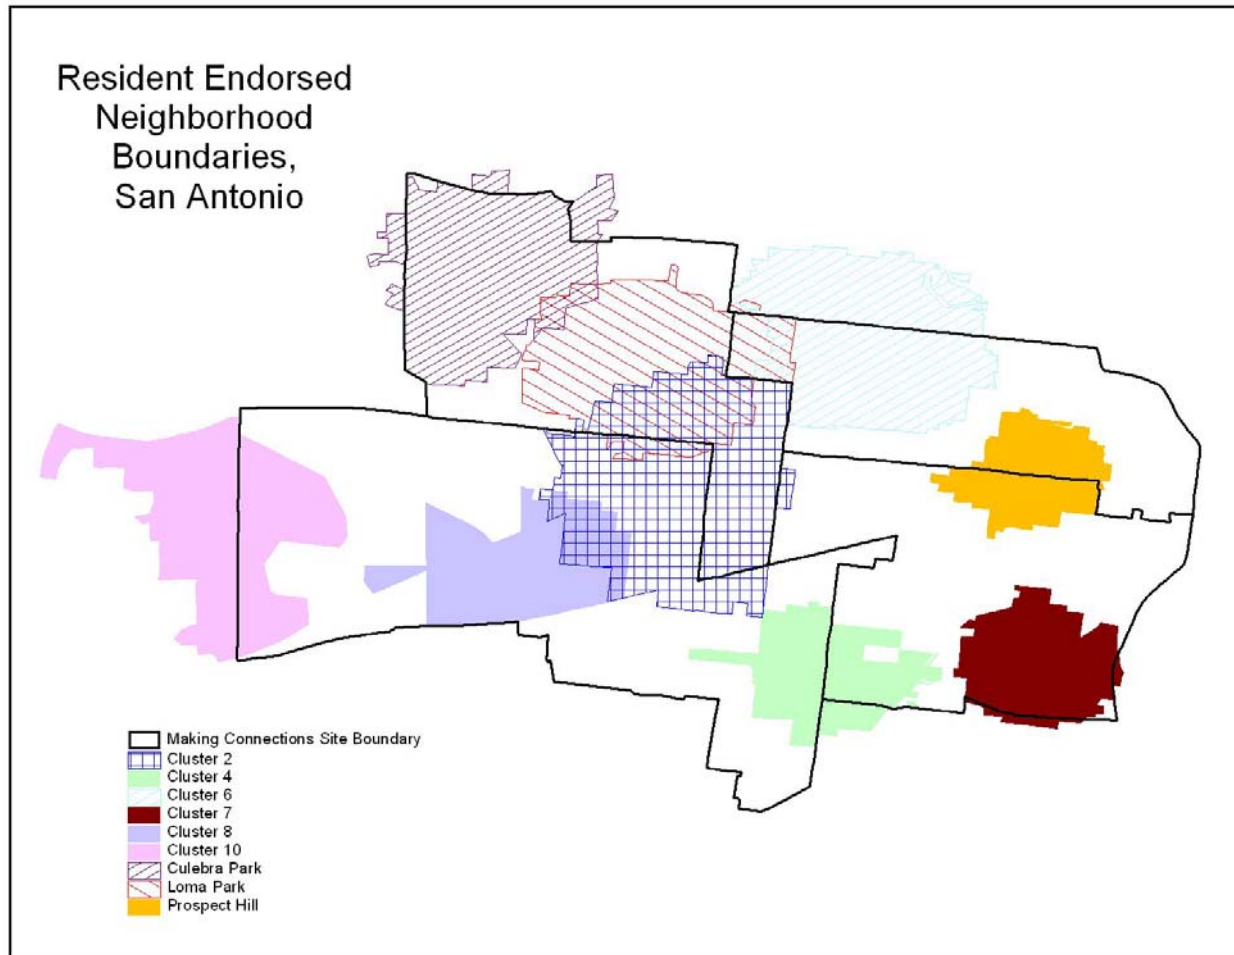 Resident Endorsed
Neighborhood
Boundaries,
San Antonio
Making Connections Site Boundary
Cluster 2
Cluster 4
Cluster 6
Cluster 7
Cluster 8
Cluster 10
Culebra Park
Loma Park
Prospect Hill